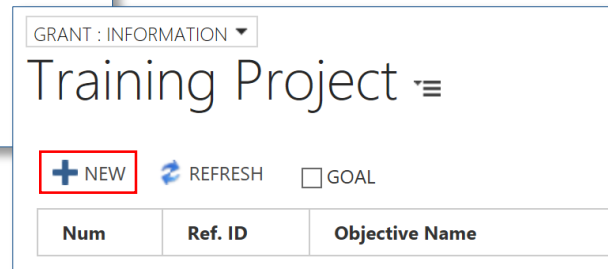 GRANT : INFORMATION
Training Project
NEW REFRESH GOAL
Num Ref. ID Objective Name